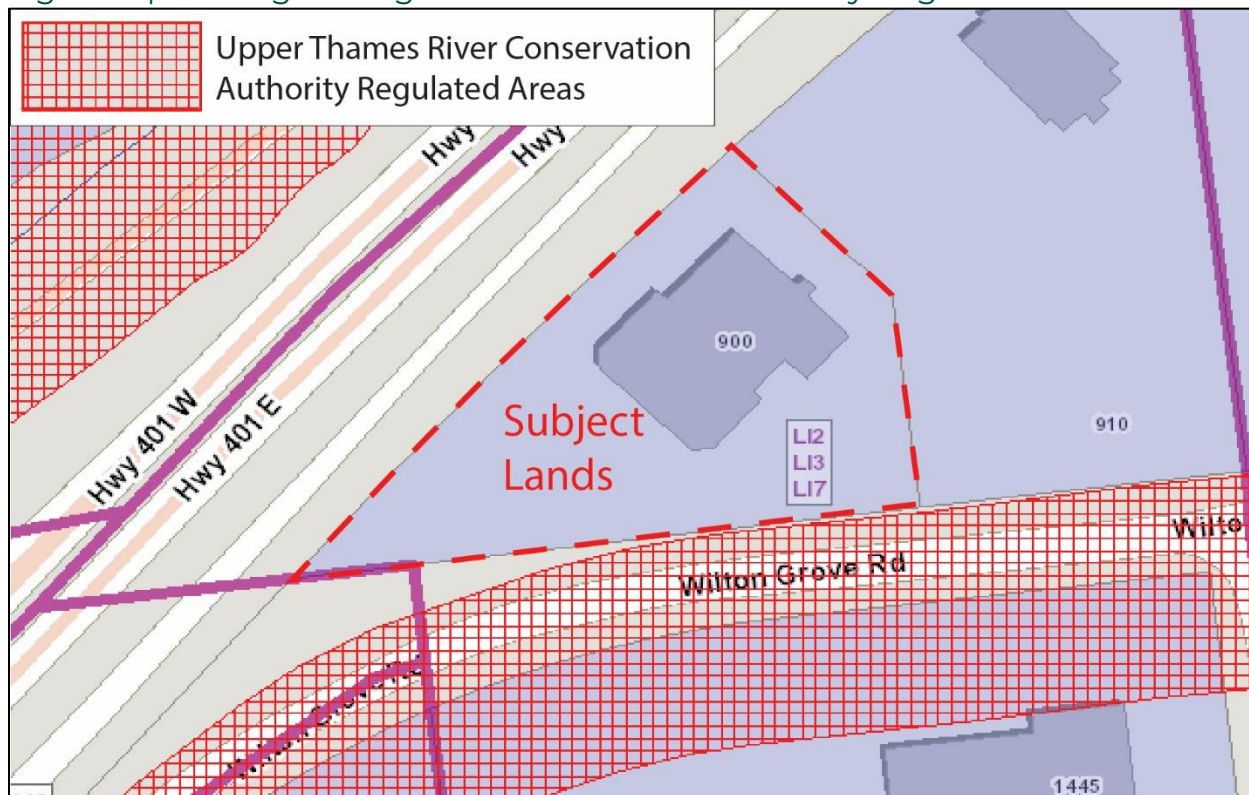 Upper Thames River Conservation
Authority Regulated Areas
Hwy
Hwy
Hwy 401 W
Hwy 401 E
900
Subject
Lands
LI2
LI3
LI7
910
Wilto
Wilton Grove Rd
1445